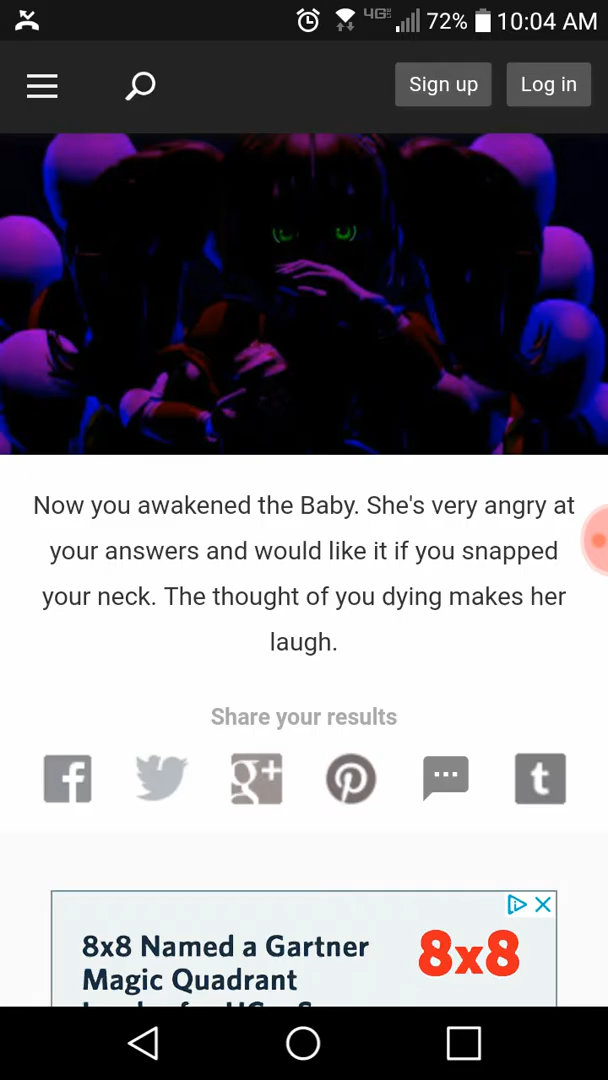 4G 72% 10:04 AM
Sign up Log in
Now you awakened the Baby. She's very angry at
your answers and would like it if you snapped
your neck. The thought of you dying makes her
laugh.
Share your results
f g+ t
8x8 Named a Gartner 8x8
Magic Quadrant